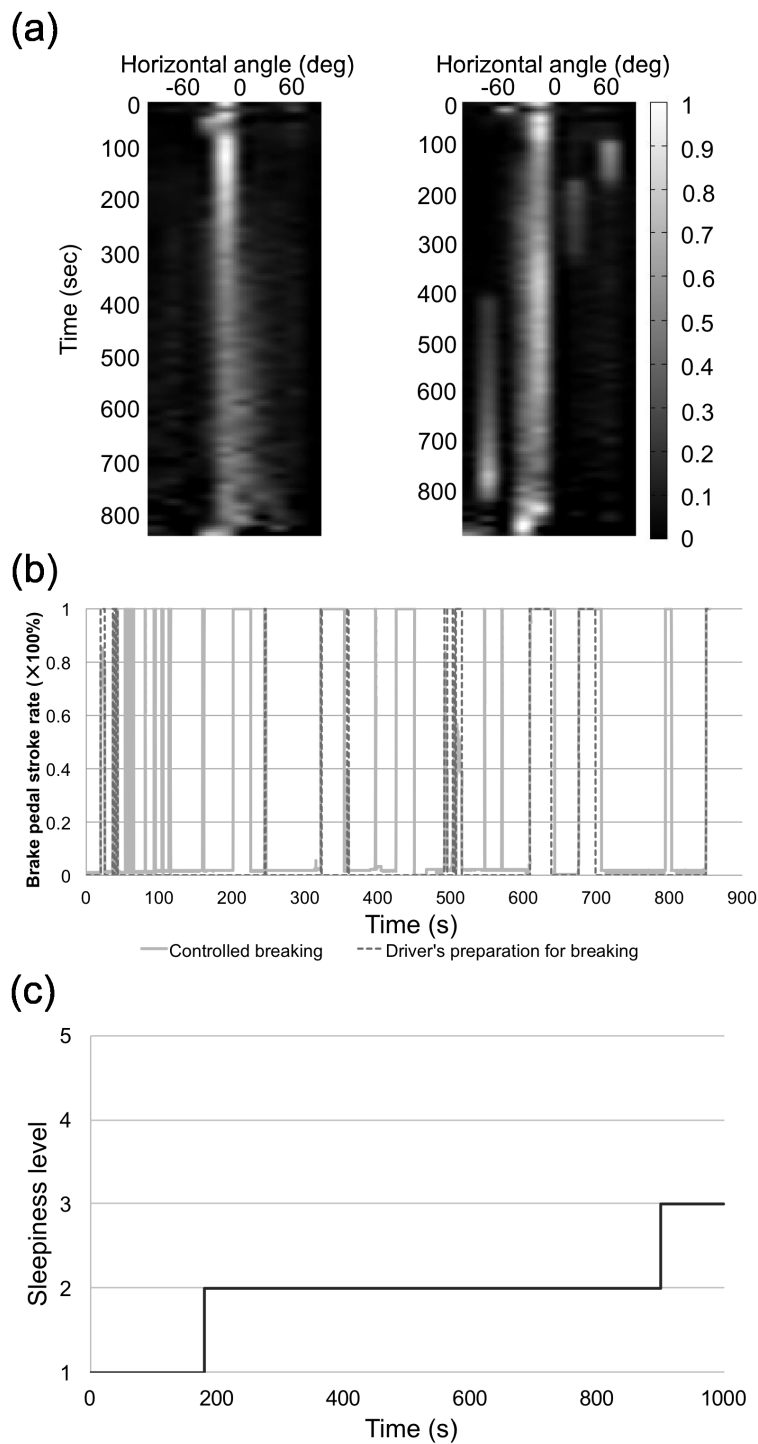 (a)
Horizontal angle (deg) Horizontal angle (deg)
-60 0 60 -60 0 60
0 0 1
100 100 0.9
200 200 0.8
300 300 0.7
400 400 0.6
500 500 0.5
600 600 0.4
700 700 0.3
800 800 0.2
0.1
0
Time (sec)
(b)
Brake pedal stroke rate (×100%)
1
0.8
0.6
0.4
0.2
0
0 100 200 300 400 500 600 700 800 900
Time (s)
Controlled breaking Driver's preparation for breaking
(c)
Sleepiness level
5
4
3
2
1
0 200 400 600 800 1000
Time (s)